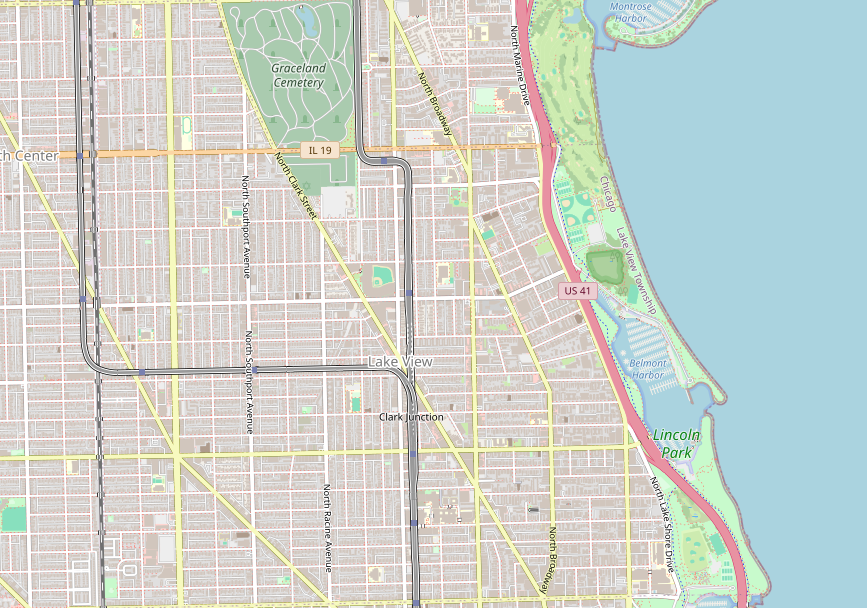 Montrose
Harbor
North Marine Drive
Graceland
Cemetery
North Broadway
IL 19
th Center
North Clark Street
North Southport Avenue
Chicago
Lake View Township
US 41
North Southport Avenue
Lake View
Belmont
Harbor
Clark Junction
Lincoln
Park
North Racine Avenue
North Lake Shore Drive
North Broadway